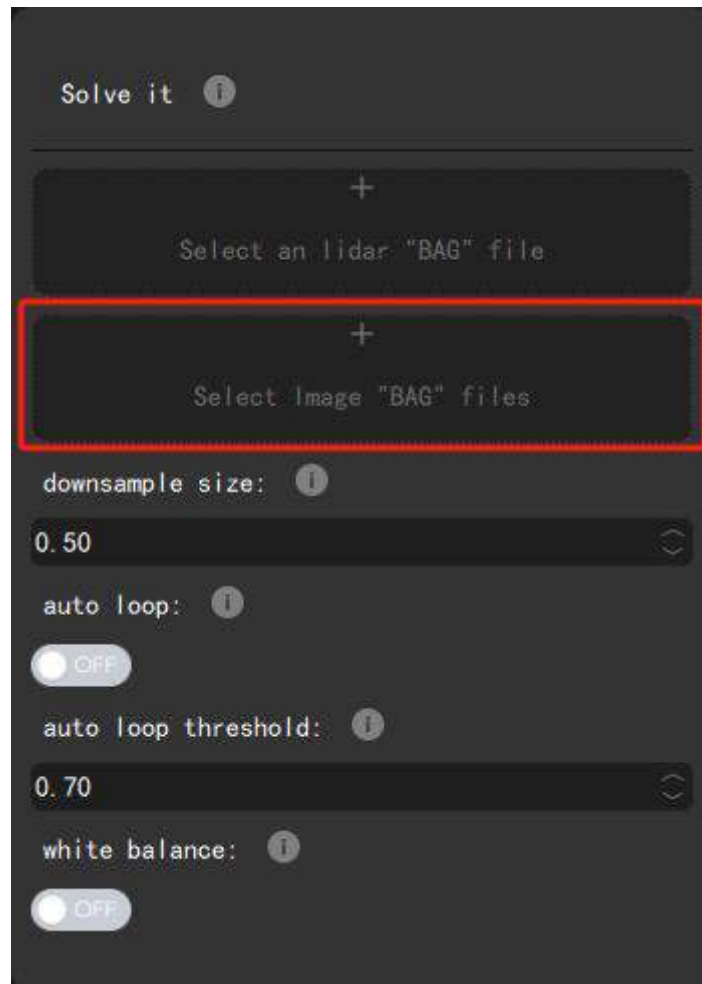 Solve it
Select an lidar "BAG" file
Select Image "BAG" files
downsample size:
0.50
auto loop:
OFF
auto loop threshold:
0.70
white balance:
OFF